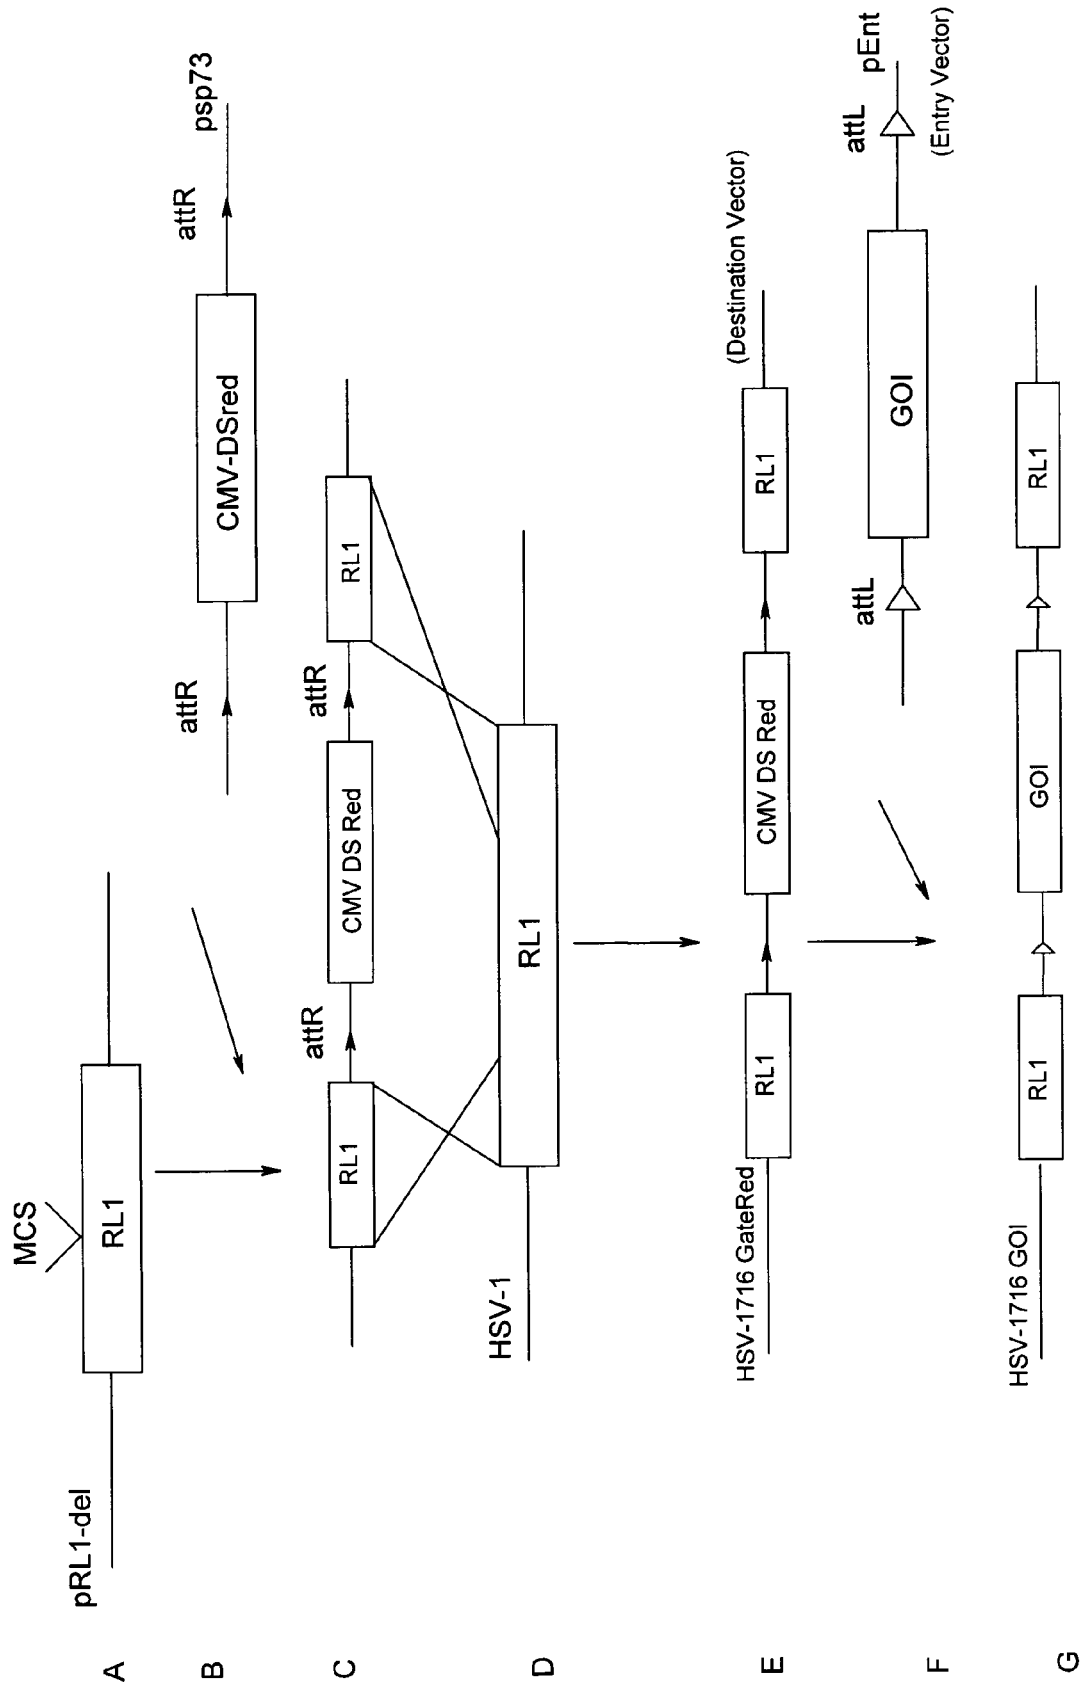 A
pRL1-del
MCS
RL1
B
attR
CMV-DSred
attR
psp73
C
RL1
attR
CMV DS Red
attR
RL1
D
HSV-1
RL1
E
HSV-1716 GateRed
RL1
CMV DS Red
RL1
(Destination Vector)
F
attL
GOI
attL
pEnt
(Entry Vector)
G
HSV-1716 GOI
RL1
GOI
RL1